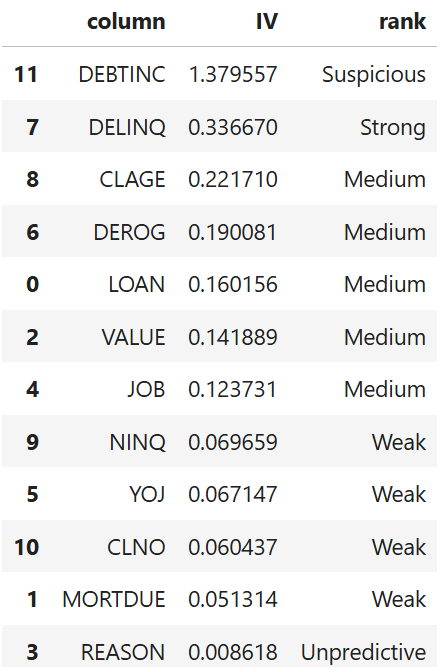 column IV rank
11 DEBTINC 1.379557 Suspicious
7 DELINQ 0.336670 Strong
8 CLAGE 0.221710 Medium
6 DEROG 0.190081 Medium
0 LOAN 0.160156 Medium
2 VALUE 0.141889 Medium
4 JOB 0.123731 Medium
9 NINQ 0.069659 Weak
5 YOJ 0.067147 Weak
10 CLNO 0.060437 Weak
1 MORTDUE 0.051314 Weak
3 REASON 0.008618 Unpredictive